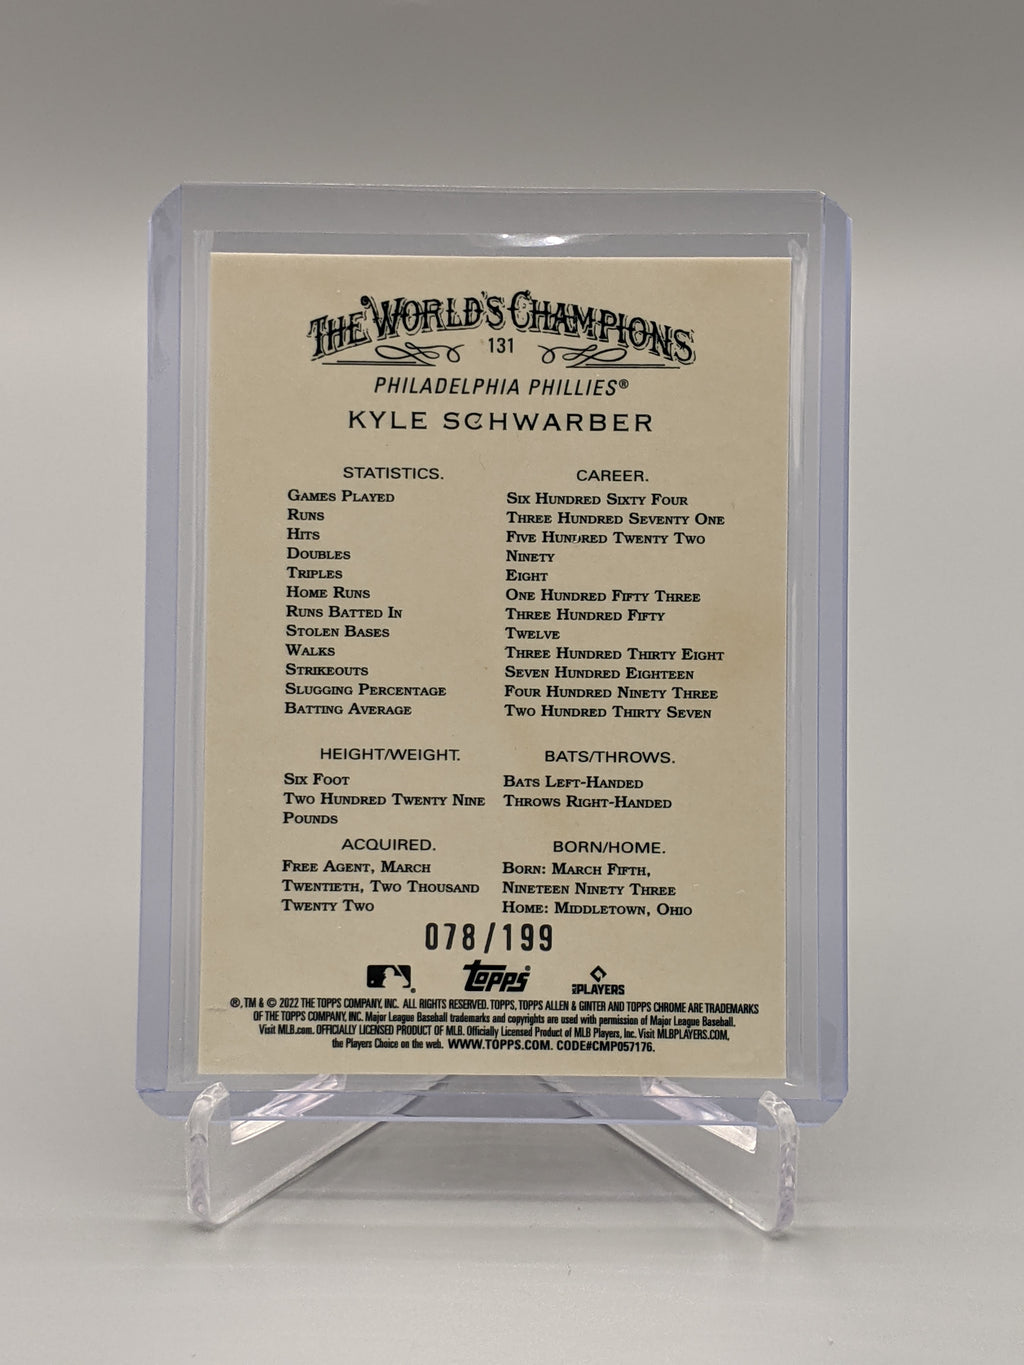 THE WORLD'S CHAMPIONS
131
PHILADELPHIA PHILLIES®
KYLE SCHWARBER
STATISTICS. CAREER.
GAMES PLAYED SIX HUNDRED SIXTY FOUR
RUNS THREE HUNDRED SEVENTY ONE
HITS FIVE HUNDRED TWENTY TWO
DOUBLES NINETY
TRIPLES EIGHT
HOME RUNS ONE HUNDRED FIFTY THREE
RUNS BATTED IN THREE HUNDRED FIFTY
STOLEN BASES TWELVE
WALKS THREE HUNDRED THIRTY EIGHT
STRIKEOUTS SEVEN HUNDRED EIGHTEEN
SLUGGING PERCENTAGE FOUR HUNDRED NINETY THREE
BATTING AVERAGE TWO HUNDRED THIRTY SEVEN
HEIGHT/WEIGHT.
SIX FOOT
TWO HUNDRED TWENTY NINE
POUNDS
BATS/THROWS.
BATS LEFT-HANDED
THROWS RIGHT-HANDED
ACQUIRED.
FREE AGENT, MARCH
TWENTIETH, TWO THOUSAND
TWENTY TWO
BORN/HOME.
BORN: MARCH FIFTH,
NINETEEN NINETY THREE
HOME: MIDDLETOWN, OHIO
078/199
topps®
MLB PLAYERS
®, TM & © 2022 THE TOPPS COMPANY, INC. ALL RIGHTS RESERVED. TOPPS, TOPPS ALLEN & GINTER AND TOPPS CHROME ARE TRADEMARKS
OF THE TOPPS COMPANY, INC. Major League Baseball trademarks and copyrights are used with permission of Major League Baseball.
Visit MLB.com. OFFICIALLY LICENSED PRODUCT OF MLB. Officially Licensed Product of MLB Players, Inc. Visit MLBPLAYERS.COM,
the Players Choice on the web. WWW.TOPPS.COM. CODE#CMP057176.